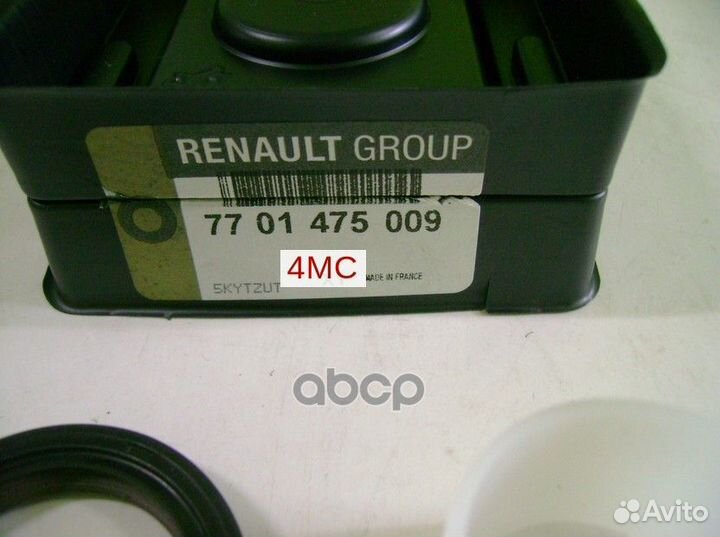 RENAULT GROUP
77 01 475 009
4MC
MADE IN FRANCE
5KYTZUT
abcp
Avito